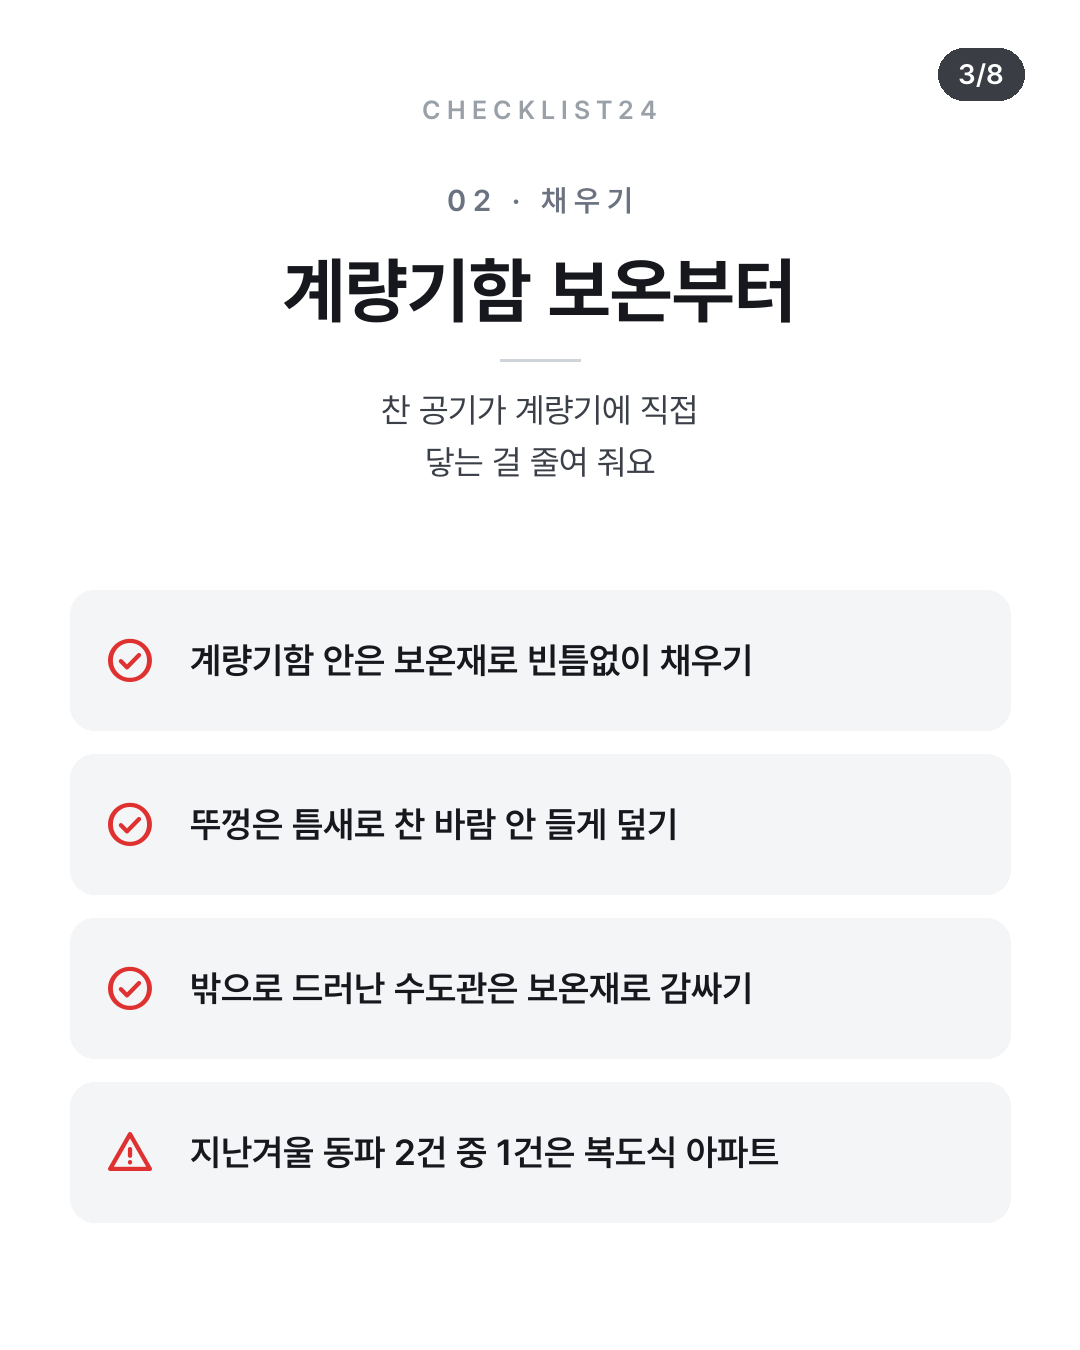 3/8
CHECKLIST24
02 · 채우기
계량기함 보온부터
찬 공기가 계량기에 직접
닿는 걸 줄여 줘요
계량기함 안은 보온재로 빈틈없이 채우기
뚜껑은 틈새로 찬 바람 안 들게 덮기
밖으로 드러난 수도관은 보온재로 감싸기
지난겨울 동파 2건 중 1건은 복도식 아파트